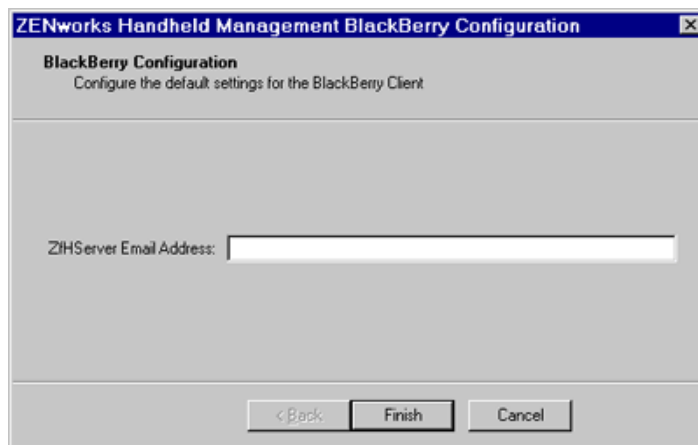 ZENworks Handheld Management BlackBerry Configuration
BlackBerry Configuration
Configure the default settings for the BlackBerry Client
ZfHServer Email Address:
< Back
Finish
Cancel